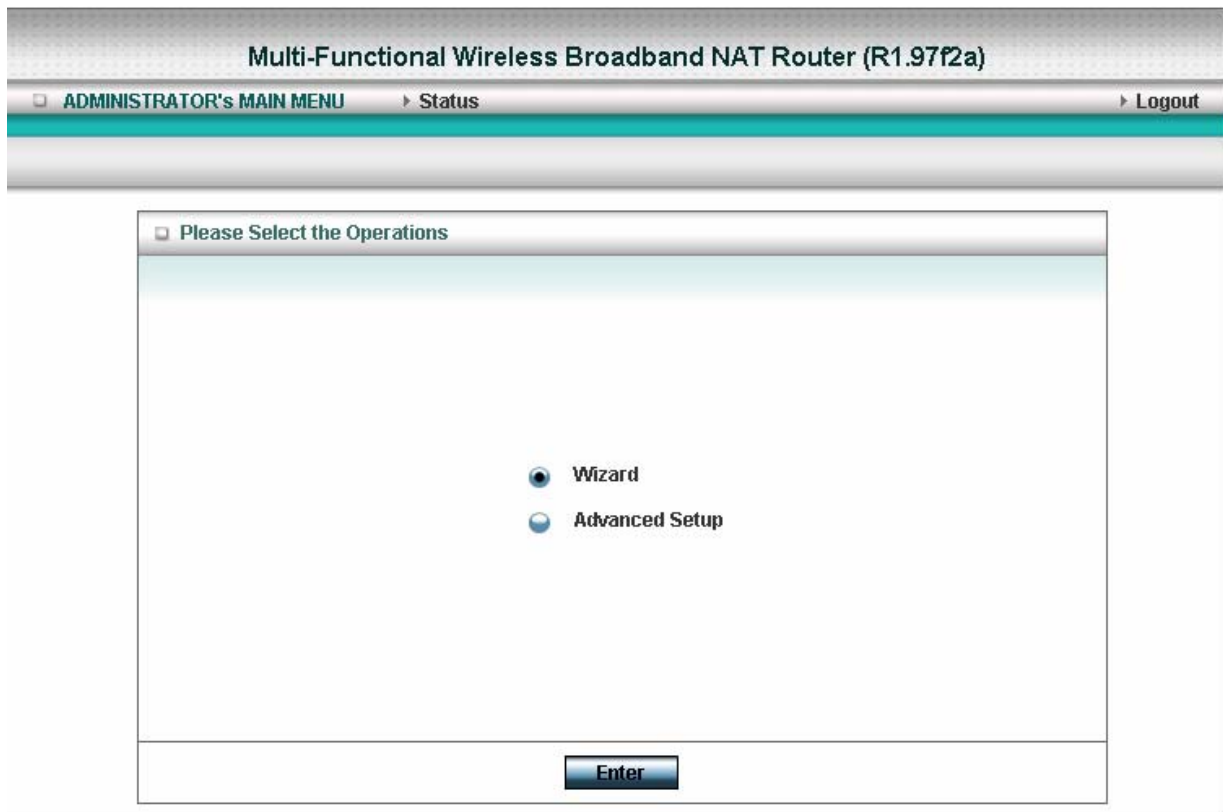 Multi-Functional Wireless Broadband NAT Router (R1.97f2a)
ADMINISTRATOR's MAIN MENU Status Logout
Please Select the Operations
Wizard
Advanced Setup
Enter